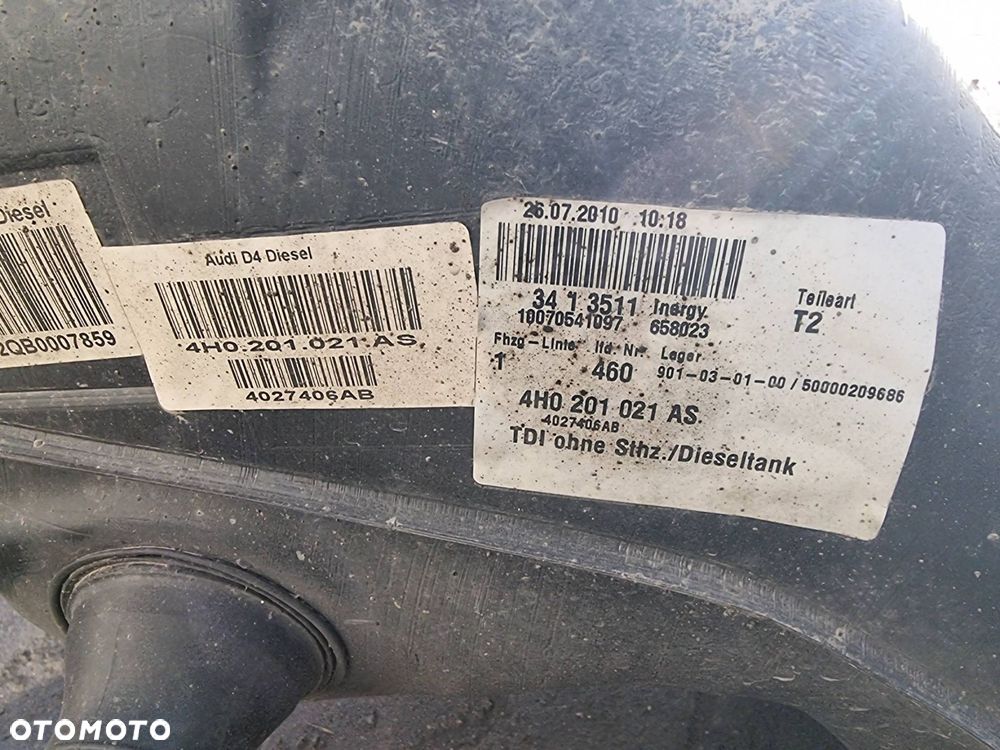 Diesel
2QB0007859
Audi D4 Diesel
4H0.201.021.AS
4027406AB
26.07.2010 10:18
34 1 3511 Inergy
10070541097 658023
Teileart
T2
Fhzg-Linie lfd. Nr. Lager
1 460 901-03-01-00 / 50000209686
4H0 201 021 AS
4027406AB
TDI ohne Sthz./Dieseltank
OTOMOTO